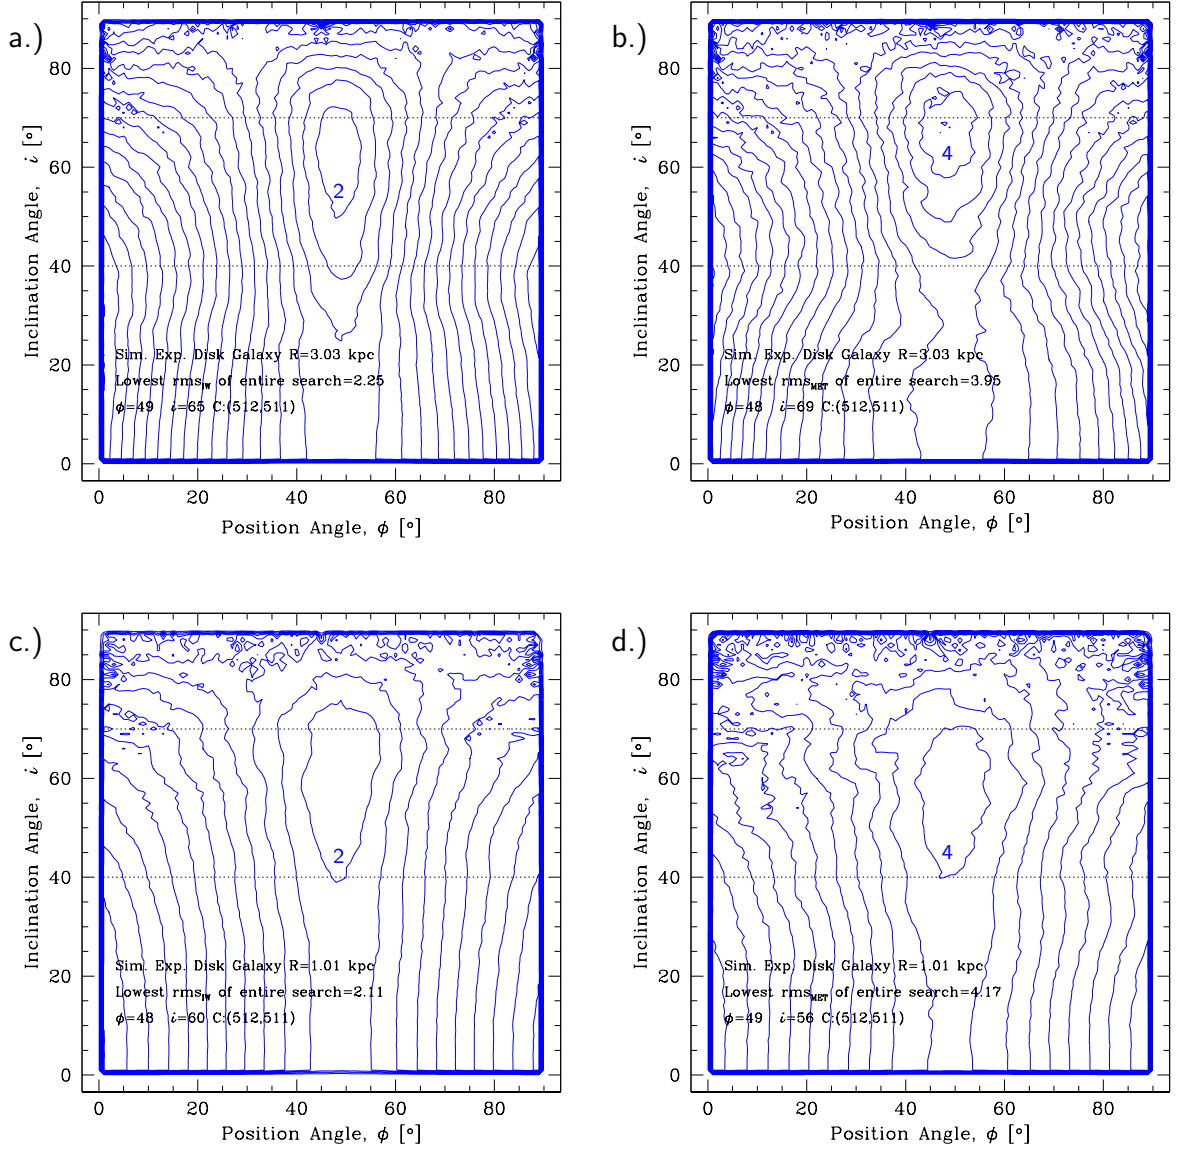 a.)
80
60
40
20
0
Inclination Angle, i [°]
2
Sim. Exp. Disk Galaxy R=3.03 kpc
Lowest rms_IW of entire search=2.25
ϕ=49 i=65 C:(512,511)
0 20 40 60 80
Position Angle, ϕ [°]
b.)
80
60
40
20
0
Inclination Angle, i [°]
4
Sim. Exp. Disk Galaxy R=3.03 kpc
Lowest rms_MET of entire search=3.95
ϕ=48 i=69 C:(512,511)
0 20 40 60 80
Position Angle, ϕ [°]
c.)
80
60
40
20
0
Inclination Angle, i [°]
2
Sim. Exp. Disk Galaxy R=1.01 kpc
Lowest rms_IW of entire search=2.11
ϕ=48 i=60 C:(512,511)
0 20 40 60 80
Position Angle, ϕ [°]
d.)
80
60
40
20
0
Inclination Angle, i [°]
4
Sim. Exp. Disk Galaxy R=1.01 kpc
Lowest rms_MET of entire search=4.17
ϕ=49 i=56 C:(512,511)
0 20 40 60 80
Position Angle, ϕ [°]